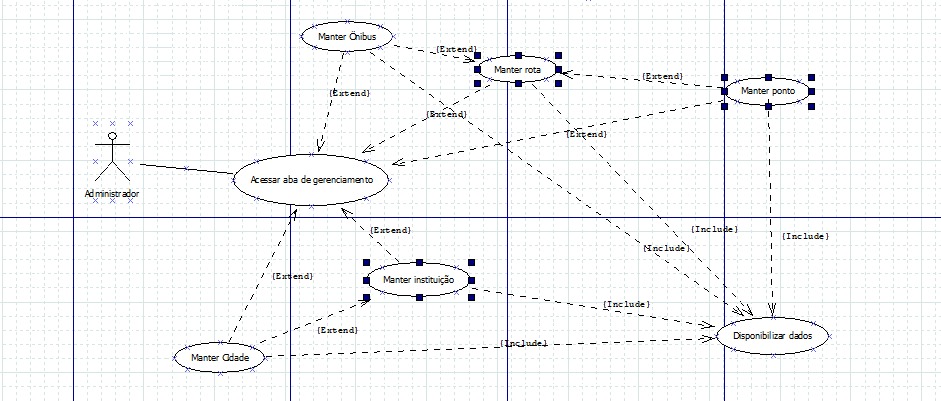 Manter Ônibus
{Extend}
Manter rota
{Extend}
Manter ponto
{Extend}
{Extend}
{Extend}
Administrador
Acessar aba de gerenciamento
{Extend}
{Include}
{Include}
{Include}
{Extend}
Manter instituição
{Include}
{Extend}
Disponibilizar dados
{Include}
Manter Cidade